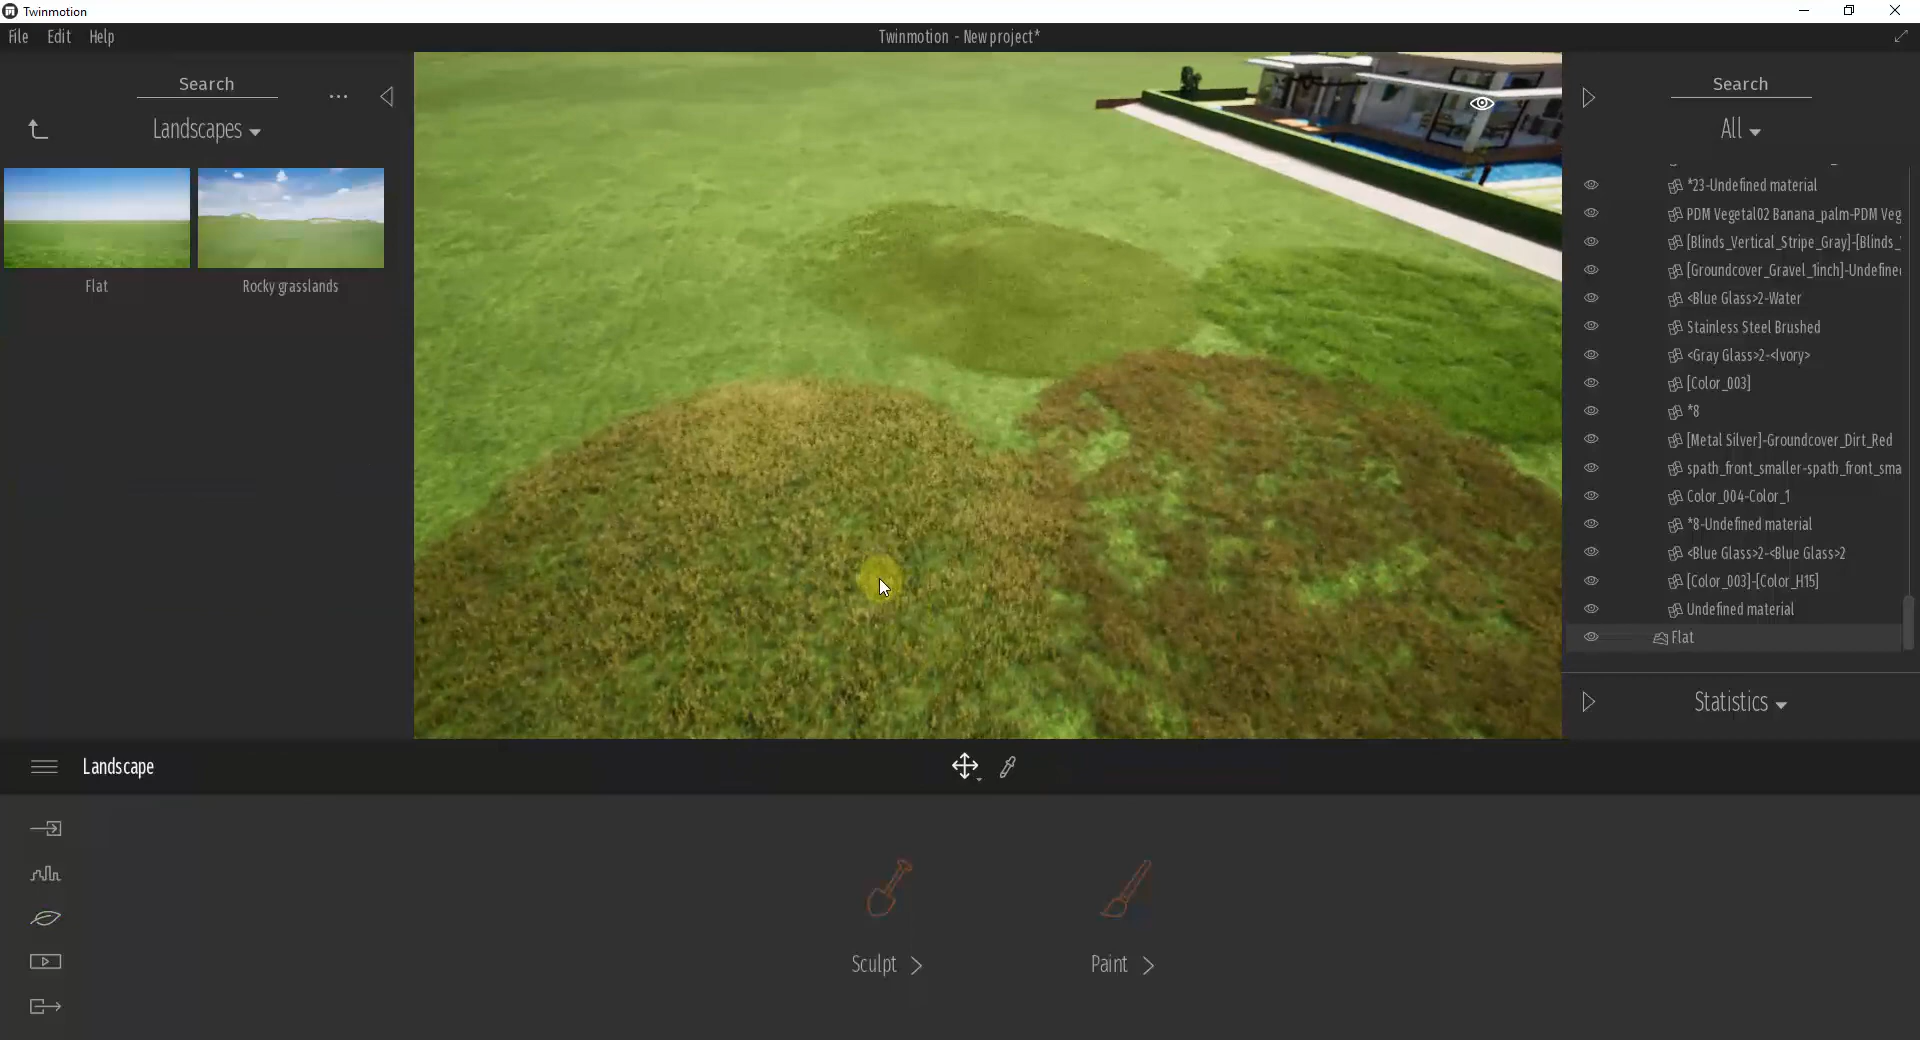 Twinmotion
File Edit Help
Twinmotion - New project*
Search
...
Landscapes
Flat
Rocky grasslands
Search
All
*23-Undefined material
PDM Vegetal02 Banana_palm-PDM Veg
[Blinds_Vertical_Stripe_Gray]-[Blinds_
[Groundcover_Gravel_1inch]-Undefine
<Blue Glass>2-Water
Stainless Steel Brushed
<Gray Glass>2-<Ivory>
[Color_003]
*8
[Metal Silver]-Groundcover_Dirt_Red
spath_front_smaller-spath_front_sma
Color_004-Color_1
*8-Undefined material
<Blue Glass>2-<Blue Glass>2
[Color_003]-[Color_H15]
Undefined material
Flat
Statistics
Landscape
Sculpt
Paint